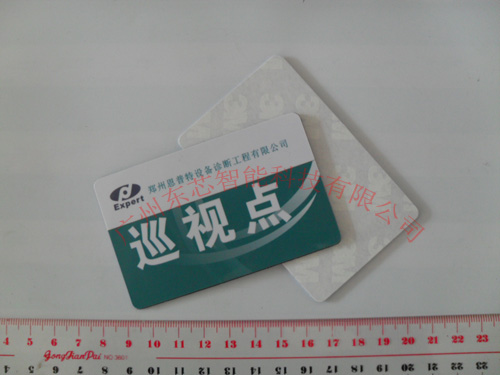 郑州恩普特设备诊断工程有限公司
Expert
巡视点
广州东芯智能科技有限公司
3M
4 5 6 7 8 9 10 11 12 13 14 15 16 17 18 19 20 21 22 23